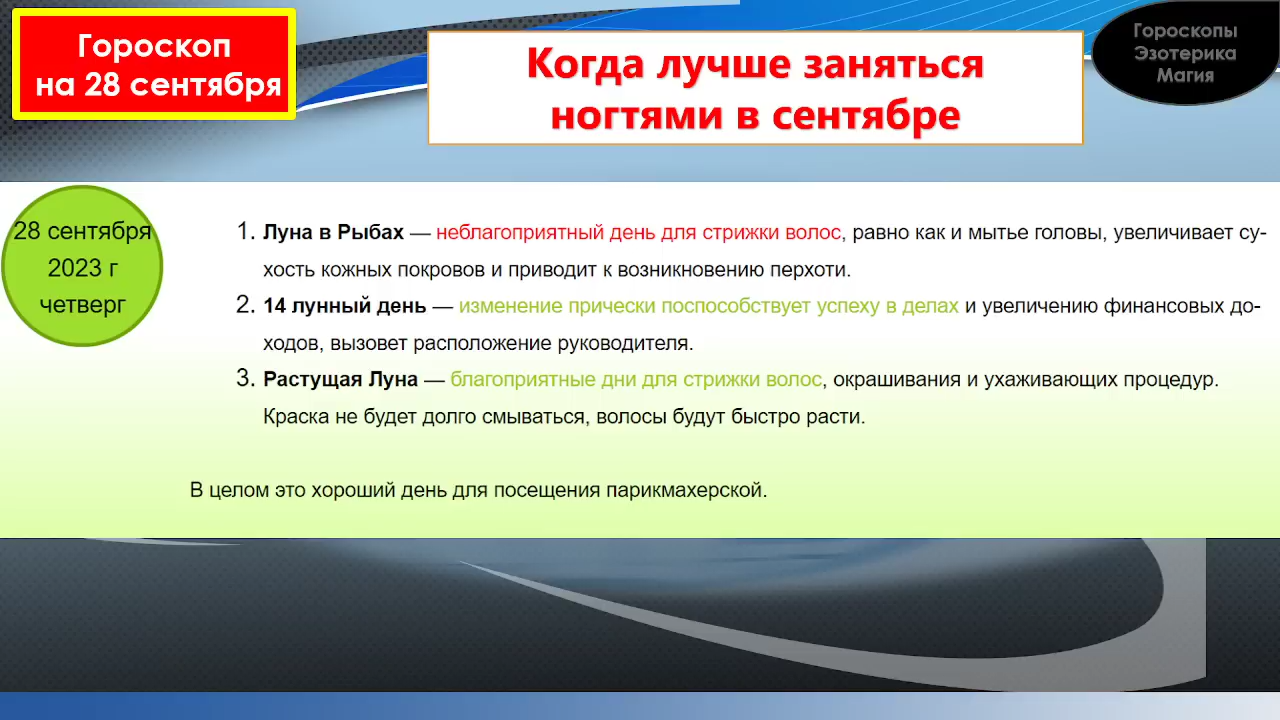 Гороскоп
на 28 сентября
Когда лучше заняться
ногтями в сентябре
Гороскопы
Эзотерика
Магия
28 сентября
2023 г
четверг
1. Луна в Рыбах — неблагоприятный день для стрижки волос, равно как и мытье головы, увеличивает су-
хость кожных покровов и приводит к возникновению перхоти.
2. 14 лунный день — изменение прически поспособствует успеху в делах и увеличению финансовых до-
ходов, вызовет расположение руководителя.
3. Растущая Луна — благоприятные дни для стрижки волос, окрашивания и ухаживающих процедур.
Краска не будет долго смываться, волосы будут быстро расти.
В целом это хороший день для посещения парикмахерской.